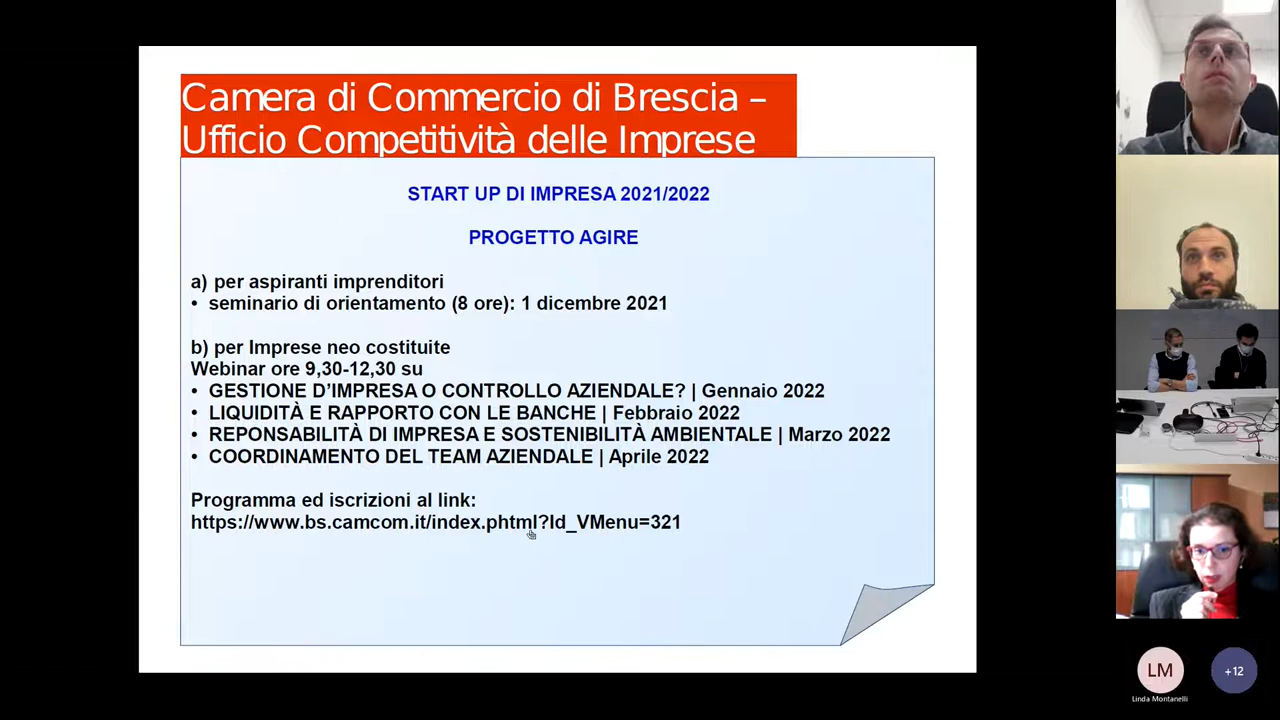 Camera di Commercio di Brescia –
Ufficio Competitività delle Imprese
START UP DI IMPRESA 2021/2022
PROGETTO AGIRE
a) per aspiranti imprenditori
• seminario di orientamento (8 ore): 1 dicembre 2021
b) per Imprese neo costituite
Webinar ore 9,30-12,30 su
• GESTIONE D’IMPRESA O CONTROLLO AZIENDALE? | Gennaio 2022
• LIQUIDITÀ E RAPPORTO CON LE BANCHE | Febbraio 2022
• REPONSABILITÀ DI IMPRESA E SOSTENIBILITÀ AMBIENTALE | Marzo 2022
• COORDINAMENTO DEL TEAM AZIENDALE | Aprile 2022
Programma ed iscrizioni al link:
https://www.bs.camcom.it/index.phtml?Id_VMenu=321
LM
+12
Linda Montanelli